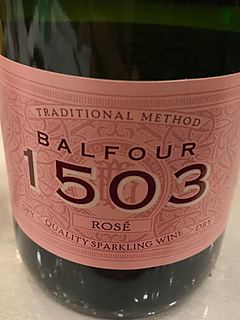 TRADITIONAL METHOD
BALFOUR
1503
ROSÉ
DRY QUALITY SPARKLING WINE DRY